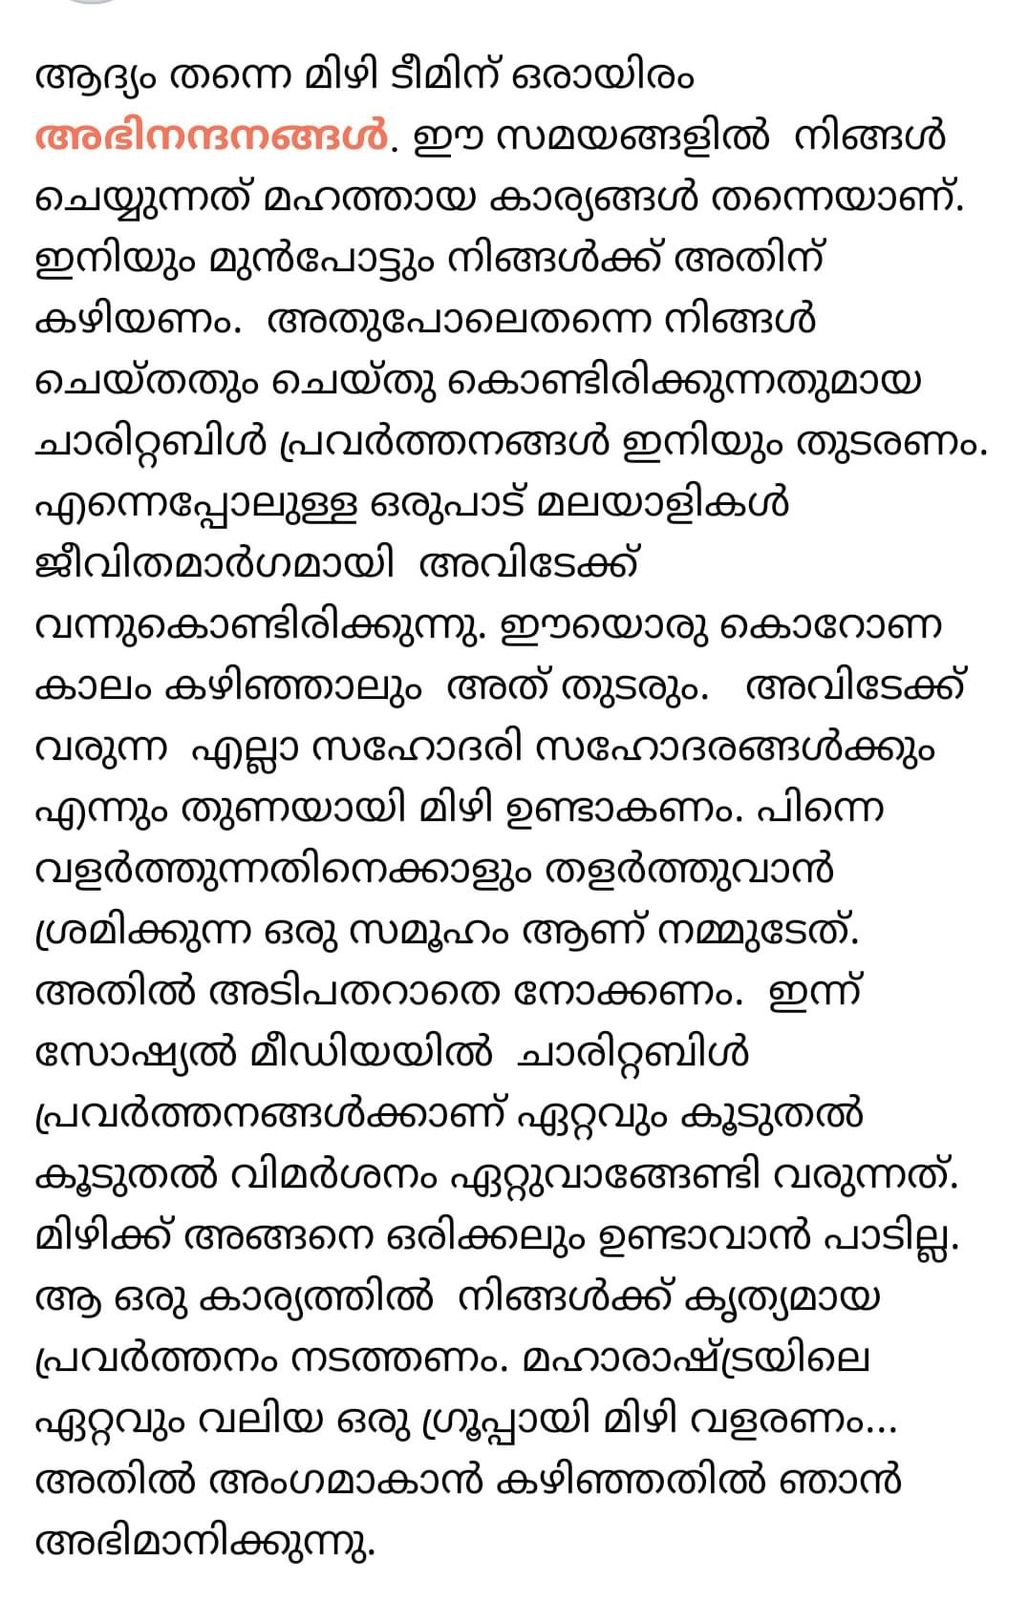 ആദ്യം തന്നെ മിഴി ടീമിന് ഒരായിരം
അഭിനന്ദനങ്ങൾ. ഈ സമയങ്ങളിൽ നിങ്ങൾ
ചെയ്യുന്നത് മഹത്തായ കാര്യങ്ങൾ തന്നെയാണ്.
ഇനിയും മുൻപോട്ടും നിങ്ങൾക്ക് അതിന്
കഴിയണം. അതുപോലെതന്നെ നിങ്ങൾ
ചെയ്തതും ചെയ്തു കൊണ്ടിരിക്കുന്നതുമായ
ചാരിറ്റബിൾ പ്രവർത്തനങ്ങൾ ഇനിയും തുടരണം.
എന്നെപ്പോലുള്ള ഒരുപാട് മലയാളികൾ
ജീവിതമാർഗമായി അവിടേക്ക്
വന്നുകൊണ്ടിരിക്കുന്നു. ഈയൊരു കൊറോണ
കാലം കഴിഞ്ഞാലും അത് തുടരും. അവിടേക്ക്
വരുന്ന എല്ലാ സഹോദരി സഹോദരങ്ങൾക്കും
എന്നും തുണയായി മിഴി ഉണ്ടാകണം. പിന്നെ
വളർത്തുന്നതിനെക്കാളും തളർത്തുവാൻ
ശ്രമിക്കുന്ന ഒരു സമൂഹം ആണ് നമ്മുടേത്.
അതിൽ അടിപതറാതെ നോക്കണം. ഇന്ന്
സോഷ്യൽ മീഡിയയിൽ ചാരിറ്റബിൾ
പ്രവർത്തനങ്ങൾക്കാണ് ഏറ്റവും കൂടുതൽ
കൂടുതൽ വിമർശനം ഏറ്റുവാങ്ങേണ്ടി വരുന്നത്.
മിഴിക്ക് അങ്ങനെ ഒരിക്കലും ഉണ്ടാവാൻ പാടില്ല.
ആ ഒരു കാര്യത്തിൽ നിങ്ങൾക്ക് കൃത്യമായ
പ്രവർത്തനം നടത്തണം. മഹാരാഷ്ട്രയിലെ
ഏറ്റവും വലിയ ഒരു ഗ്രൂപ്പായി മിഴി വളരണം...
അതിൽ അംഗമാകാൻ കഴിഞ്ഞതിൽ ഞാൻ
അഭിമാനിക്കുന്നു.